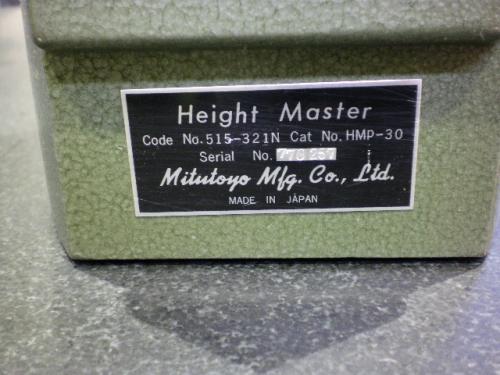 Height Master
Code No.515-321N Cat No.HMP-30
Serial No.
Mitutoyo Mfg. Co., Ltd.
MADE IN JAPAN